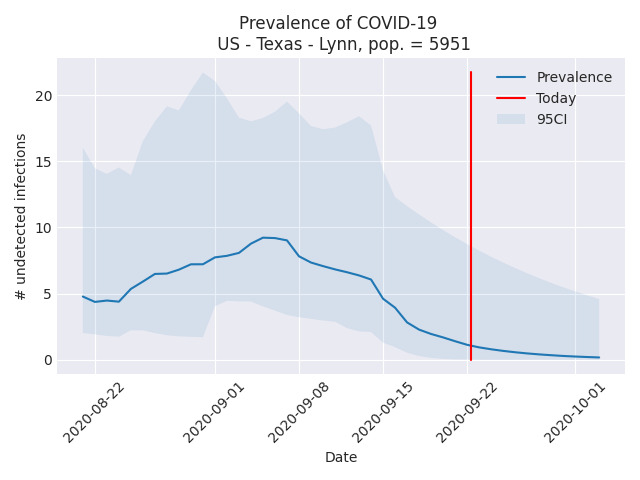 Prevalence of COVID-19
US - Texas - Lynn, pop. = 5951
Prevalence
Today
95CI
# undetected infections
20
15
10
5
0
2020-08-22
2020-09-01
2020-09-08
2020-09-15
2020-09-22
2020-10-01
Date